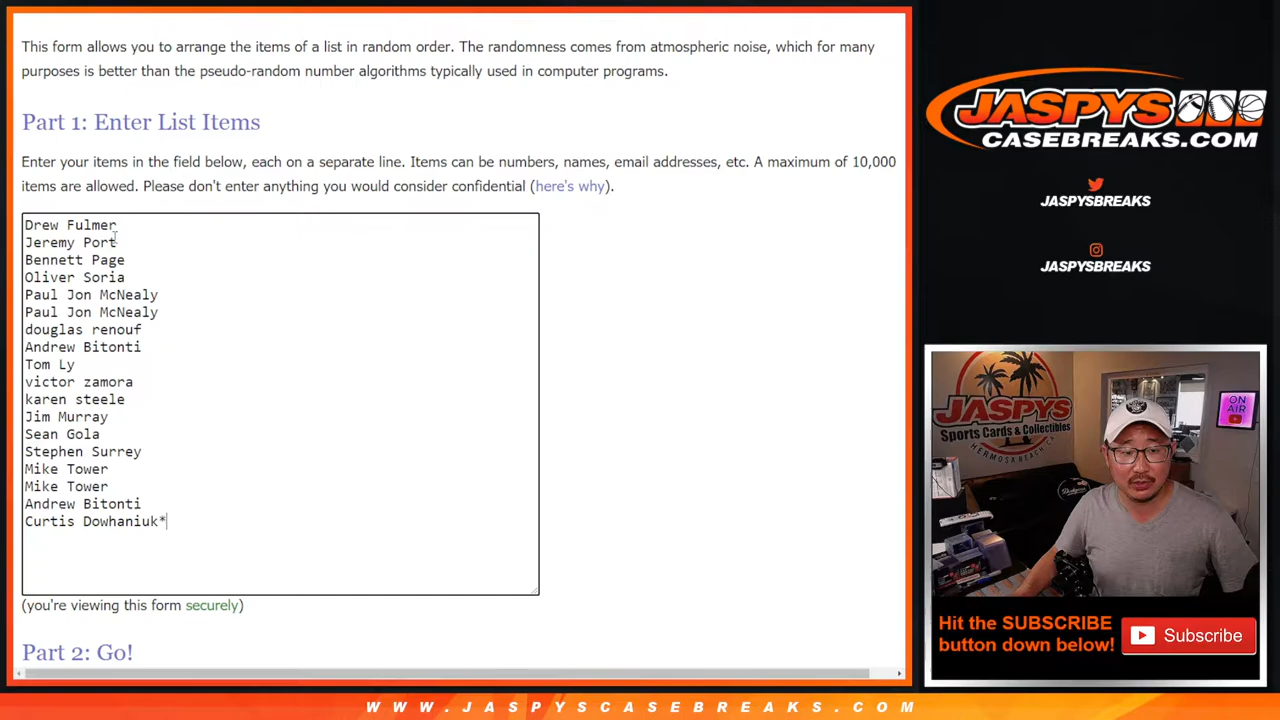 This form allows you to arrange the items of a list in random order. The randomness comes from atmospheric noise, which for many
purposes is better than the pseudo-random number algorithms typically used in computer programs.
Part 1: Enter List Items
Enter your items in the field below, each on a separate line. Items can be numbers, names, email addresses, etc. A maximum of 10,000
items are allowed. Please don't enter anything you would consider confidential (here's why).
Drew Fulmer
Jeremy Port
Bennett Page
Oliver Soria
Paul Jon McNealy
Paul Jon McNealy
douglas renouf
Andrew Bitonti
Tom Ly
victor zamora
karen steele
Jim Murray
Sean Gola
Stephen Surrey
Mike Tower
Mike Tower
Andrew Bitonti
Curtis Dowhaniuk*
(you're viewing this form securely)
Part 2: Go!
JASPYS
CASEBREAKS.COM
JASPYSBREAKS
JASPYSBREAKS
JASPYS
Sports Cards & Collectibles
HERMOSA BEACH, CA
ON
AIR
Dodgers
Hit the SUBSCRIBE
button down below!
Subscribe
WWW.JASPYSCASEBREAKS.COM